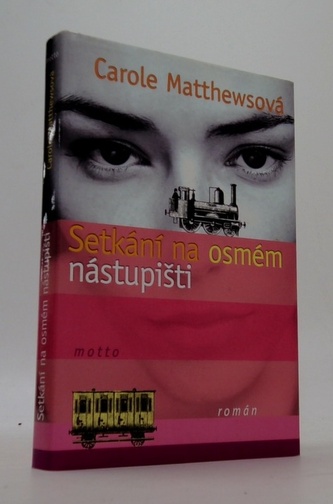 Carole Matthewsová
Setkání na osmém
nástupišti
motto
román
Setkání na osmém nástupišti
Carole Matthewsová